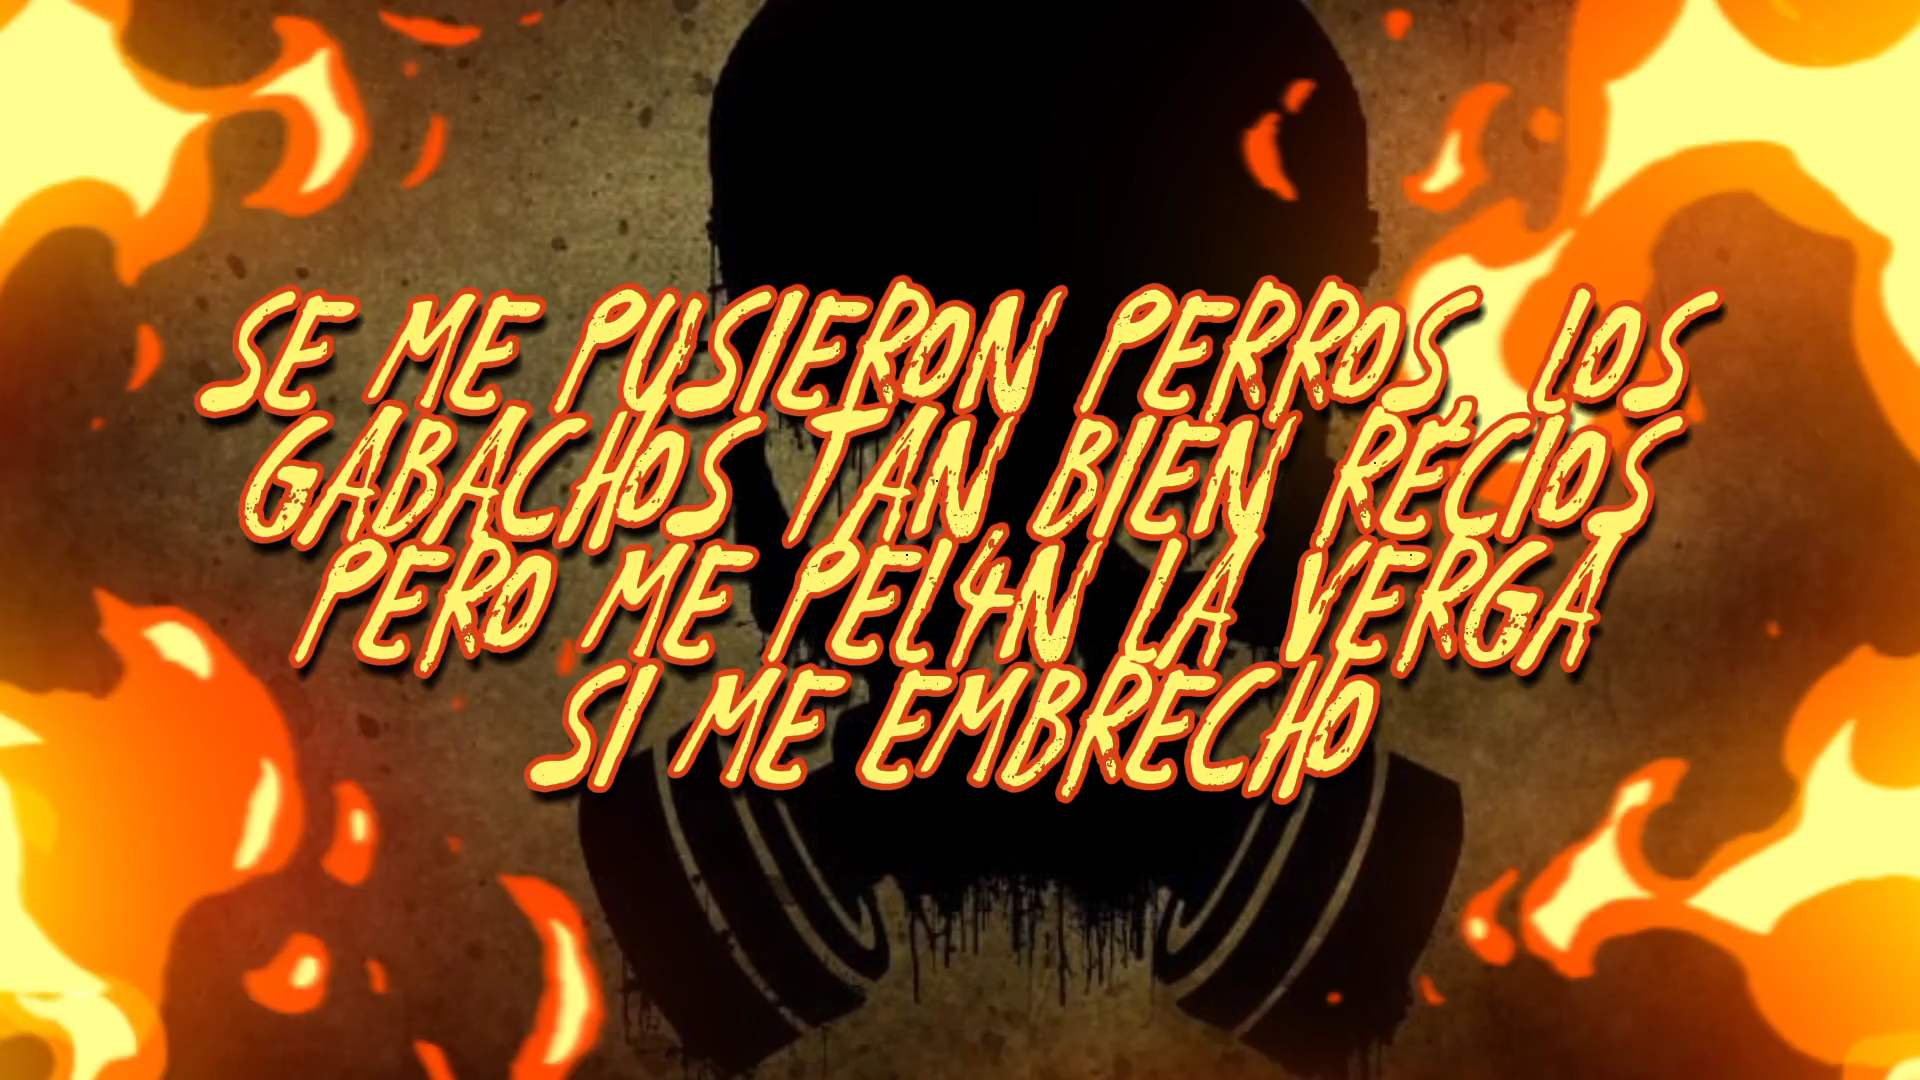 SE ME PUSIERON PERROS, LOS
GABACHOS TAN BIEN RECIOS
PERO ME PEL4N LA VERGA
SI ME EMBRECHO